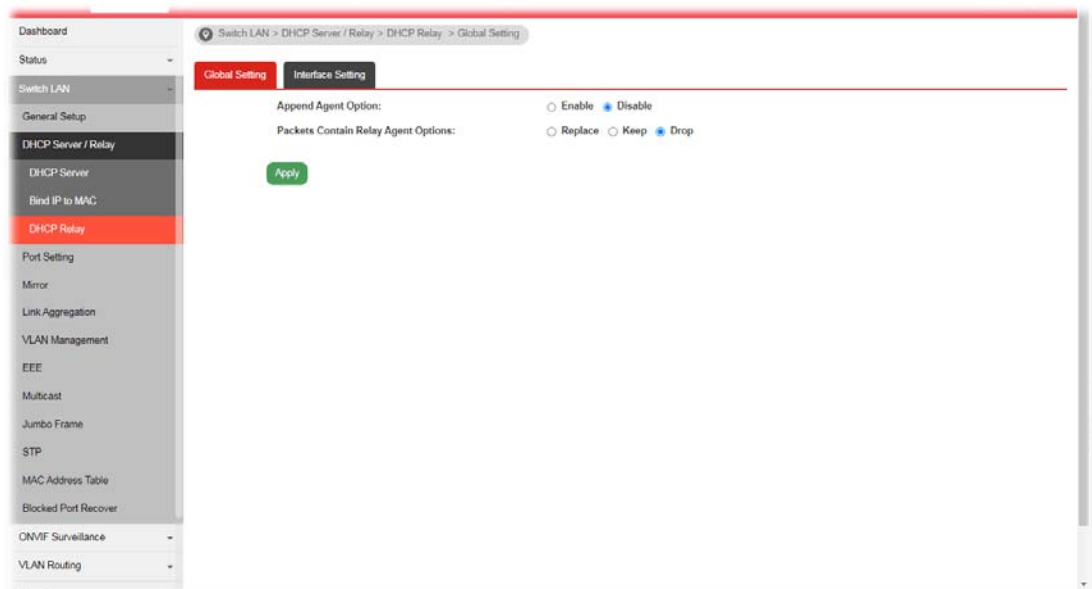 Dashboard
Status
Switch LAN
General Setup
DHCP Server / Relay
DHCP Server
Bind IP to MAC
DHCP Relay
Port Setting
Mirror
Link Aggregation
VLAN Management
EEE
Multicast
Jumbo Frame
STP
MAC Address Table
Blocked Port Recover
ONVIF Surveillance
VLAN Routing
Switch LAN > DHCP Server / Relay > DHCP Relay > Global Setting
Global Setting Interface Setting
Append Agent Option: Enable Disable
Packets Contain Relay Agent Options: Replace Keep Drop
Apply